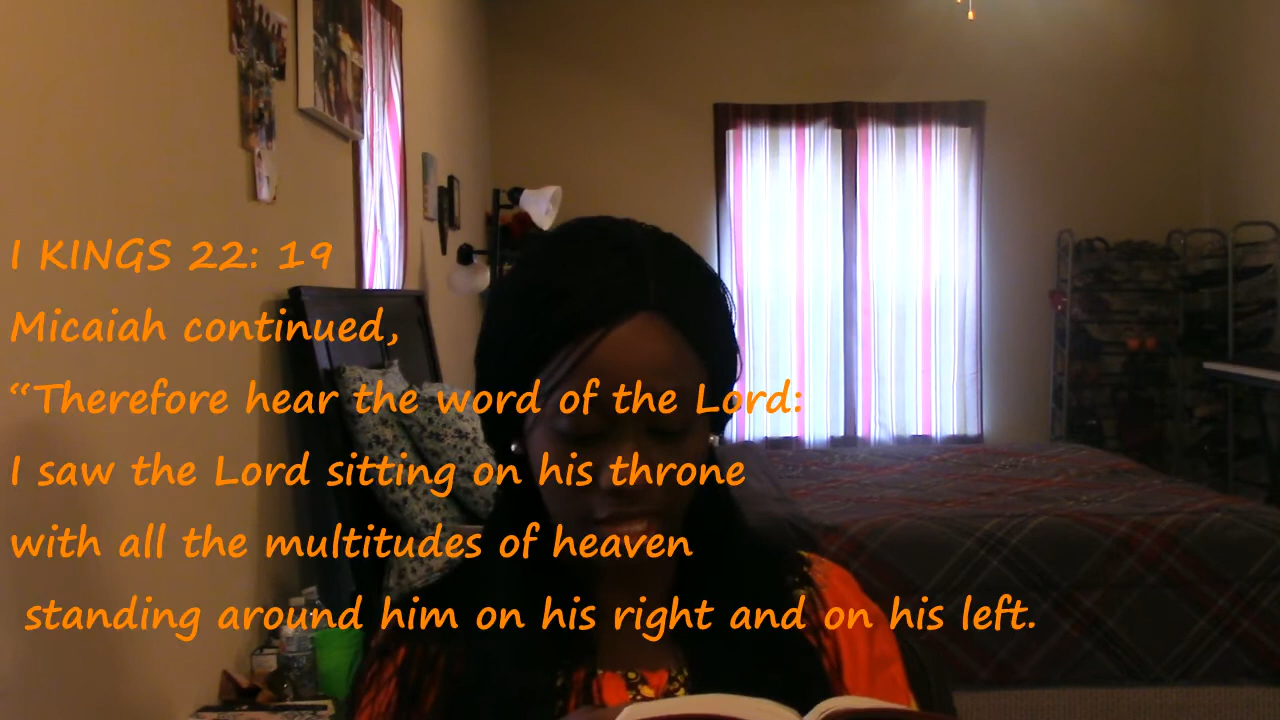 I KINGS 22: 19
Micaiah continued,
“Therefore hear the word of the Lord:
I saw the Lord sitting on his throne
with all the multitudes of heaven
standing around him on his right and on his left.